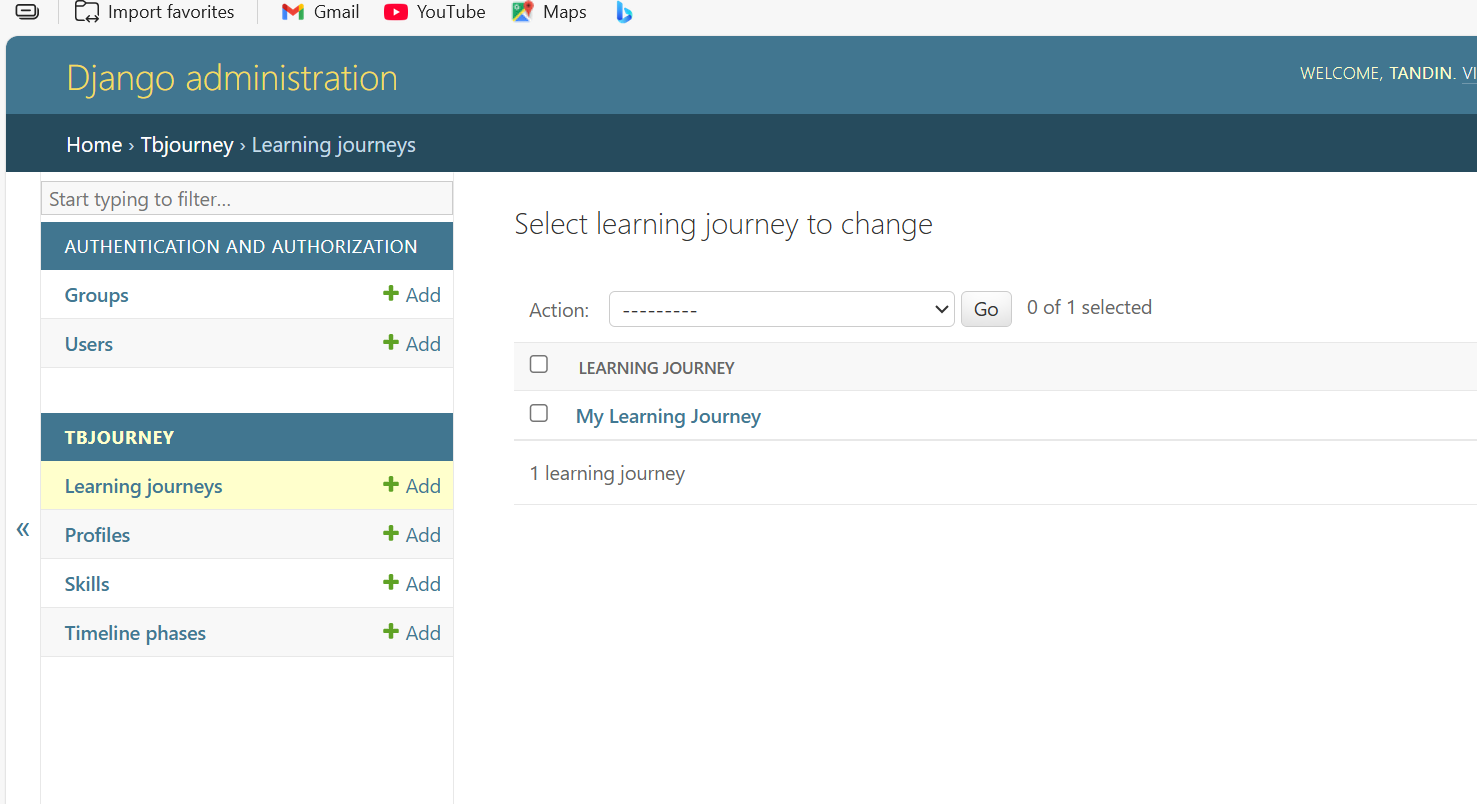 Import favorites Gmail YouTube Maps
Django administration
WELCOME, TANDIN. VI
Home › Tbjourney › Learning journeys
Start typing to filter...
AUTHENTICATION AND AUTHORIZATION
Groups + Add
Users + Add
TBJOURNEY
Learning journeys + Add
Profiles + Add
Skills + Add
Timeline phases + Add
«
Select learning journey to change
Action: --------- Go 0 of 1 selected
LEARNING JOURNEY
My Learning Journey
1 learning journey